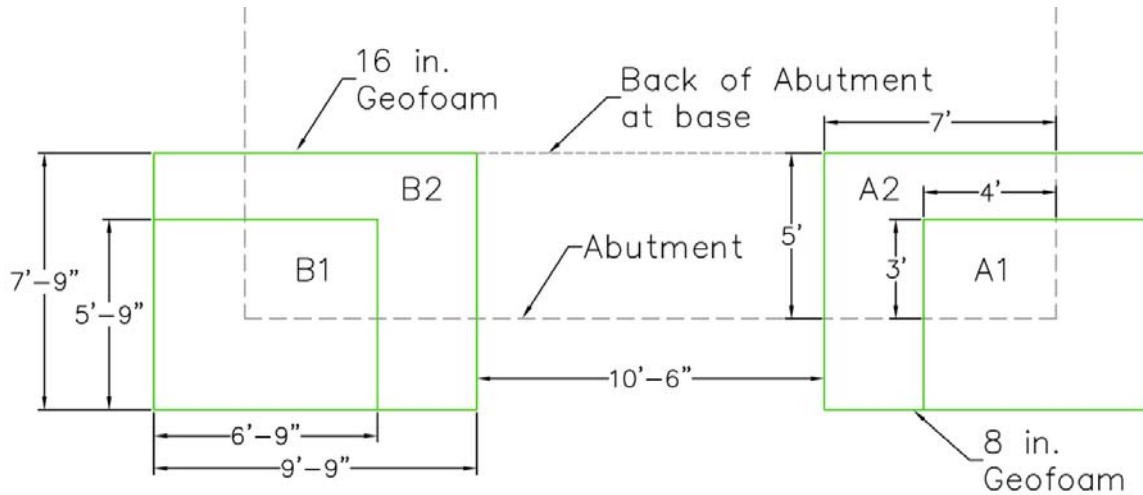 16 in.
Geofoam
Back of Abutment
at base
7'
B2
A2
4'
5'
Abutment
B1
3'
A1
7'-9"
5'-9"
10'-6"
6'-9"
9'-9"
8 in.
Geofoam